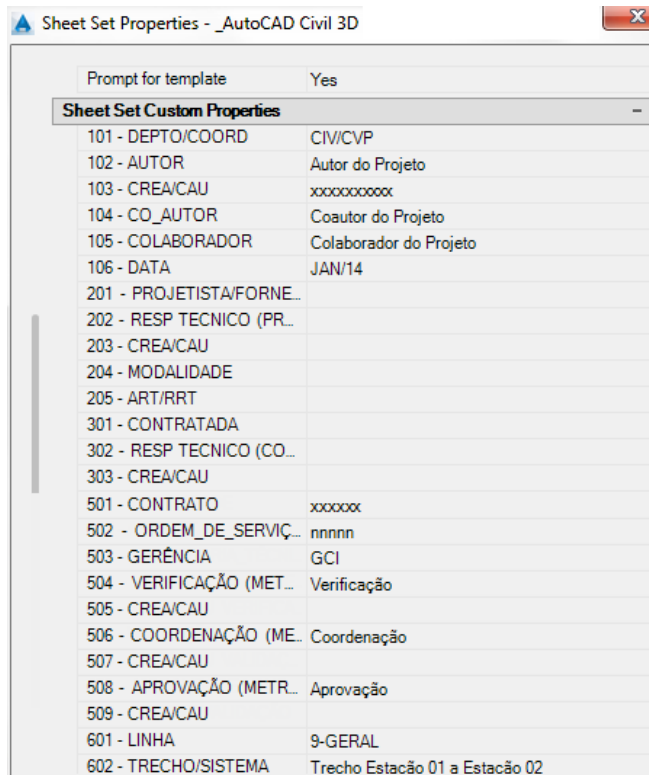 Sheet Set Properties - _AutoCAD Civil 3D
Prompt for template Yes
Sheet Set Custom Properties
101 - DEPTO/COORD CIV/CVP
102 - AUTOR Autor do Projeto
103 - CREA/CAU xxxxxxxxxx
104 - CO_AUTOR Coautor do Projeto
105 - COLABORADOR Colaborador do Projeto
106 - DATA JAN/14
201 - PROJETISTA/FORNE...
202 - RESP TECNICO (PR...
203 - CREA/CAU
204 - MODALIDADE
205 - ART/RRT
301 - CONTRATADA
302 - RESP TECNICO (CO...
303 - CREA/CAU
501 - CONTRATO xxxxxx
502 - ORDEM_DE_SERVIÇ... nnnnn
503 - GERÊNCIA GCI
504 - VERIFICAÇÃO (MET... Verificação
505 - CREA/CAU
506 - COORDENAÇÃO (ME... Coordenação
507 - CREA/CAU
508 - APROVAÇÃO (METR... Aprovação
509 - CREA/CAU
601 - LINHA 9-GERAL
602 - TRECHO/SISTEMA Trecho Estação 01 a Estação 02